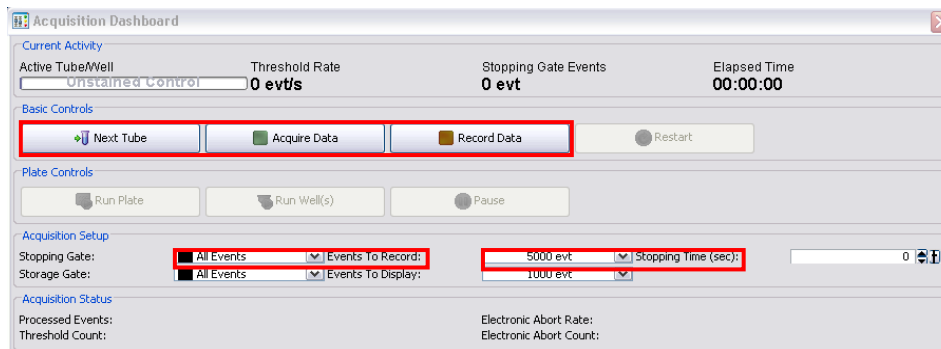 Acquisition Dashboard
Current Activity
Active Tube/Well Threshold Rate Stopping Gate Events Elapsed Time
Unstained Control 0 evt/s 0 evt 00:00:00
Basic Controls
Next Tube Acquire Data Record Data Restart
Plate Controls
Run Plate Run Well(s) Pause
Acquisition Setup
Stopping Gate: All Events Events To Record: 5000 evt Stopping Time (sec): 0
Storage Gate: All Events Events To Display: 1000 evt
Acquisition Status
Processed Events: Electronic Abort Rate:
Threshold Count: Electronic Abort Count: